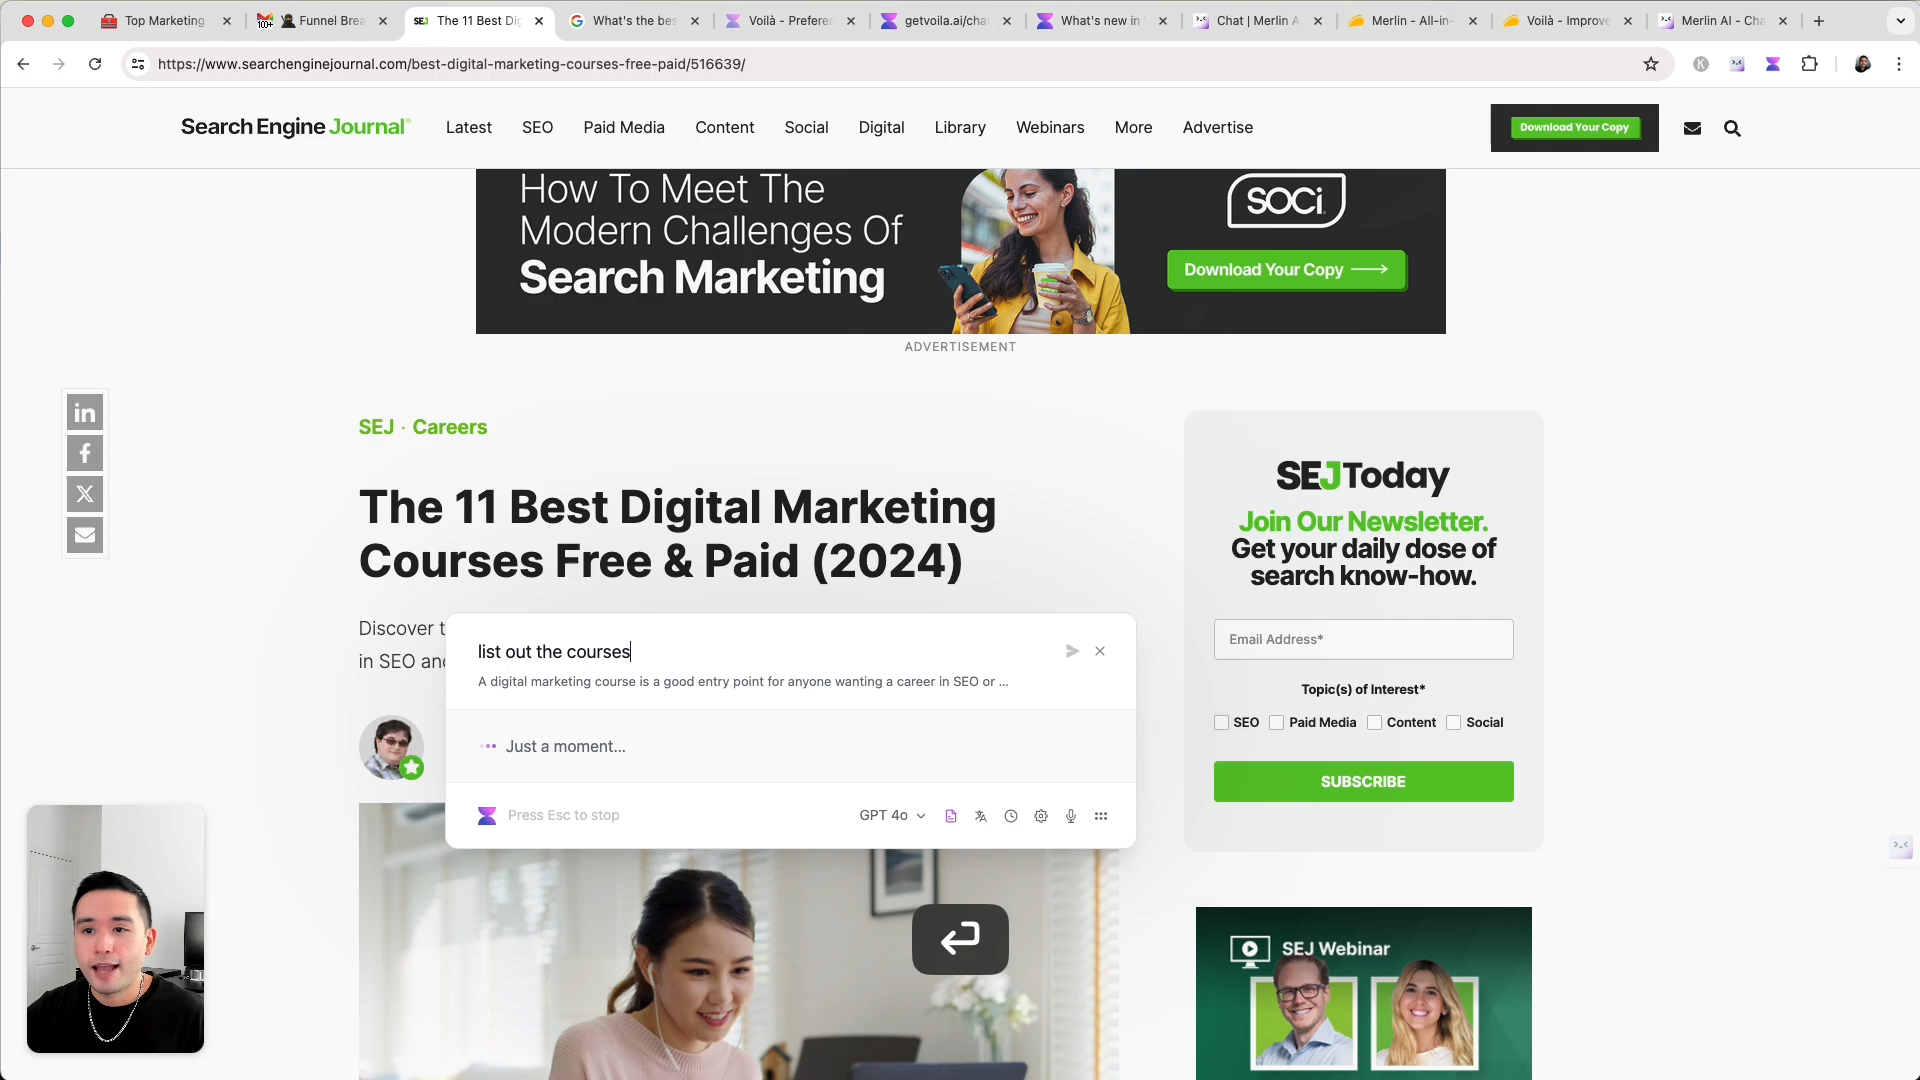 Top Marketing
100+ Funnel Brea
SEJ The 11 Best Dig
What's the bes
Voilà - Preferen
getvoila.ai/cha
What's new in
Chat | Merlin A
Merlin - All-in-
Voilà - Improve
Merlin AI - Cha
https://www.searchenginejournal.com/best-digital-marketing-courses-free-paid/516639/
K
Search Engine Journal
Latest
SEO
Paid Media
Content
Social
Digital
Library
Webinars
More
Advertise
Download Your Copy
How To Meet The
Modern Challenges Of
Search Marketing
SOCi
Download Your Copy
ADVERTISEMENT
SEJ · Careers
The 11 Best Digital Marketing
Courses Free & Paid (2024)
Discover t
in SEO and
list out the courses
A digital marketing course is a good entry point for anyone wanting a career in SEO or ...
Just a moment...
Press Esc to stop
GPT 4o
SEJToday
Join Our Newsletter.
Get your daily dose of
search know-how.
Email Address*
Topic(s) of Interest*
SEO
Paid Media
Content
Social
SUBSCRIBE
SEJ Webinar